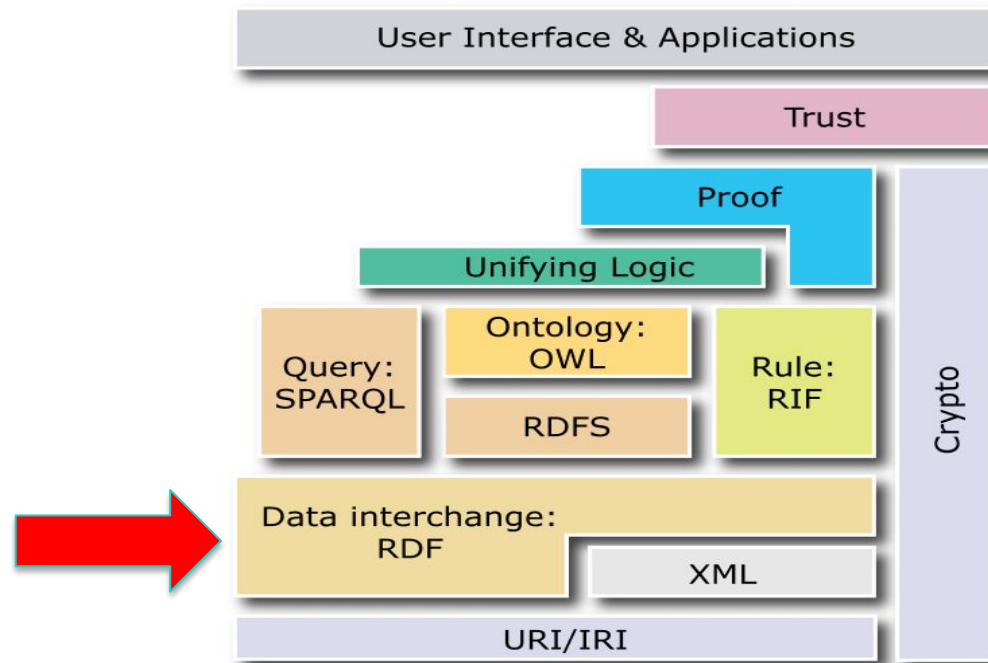 User Interface & Applications
Trust
Proof
Unifying Logic
Query:
SPARQL
Ontology:
OWL
RDFS
Rule:
RIF
Crypto
Data interchange:
RDF
XML
URI/IRI